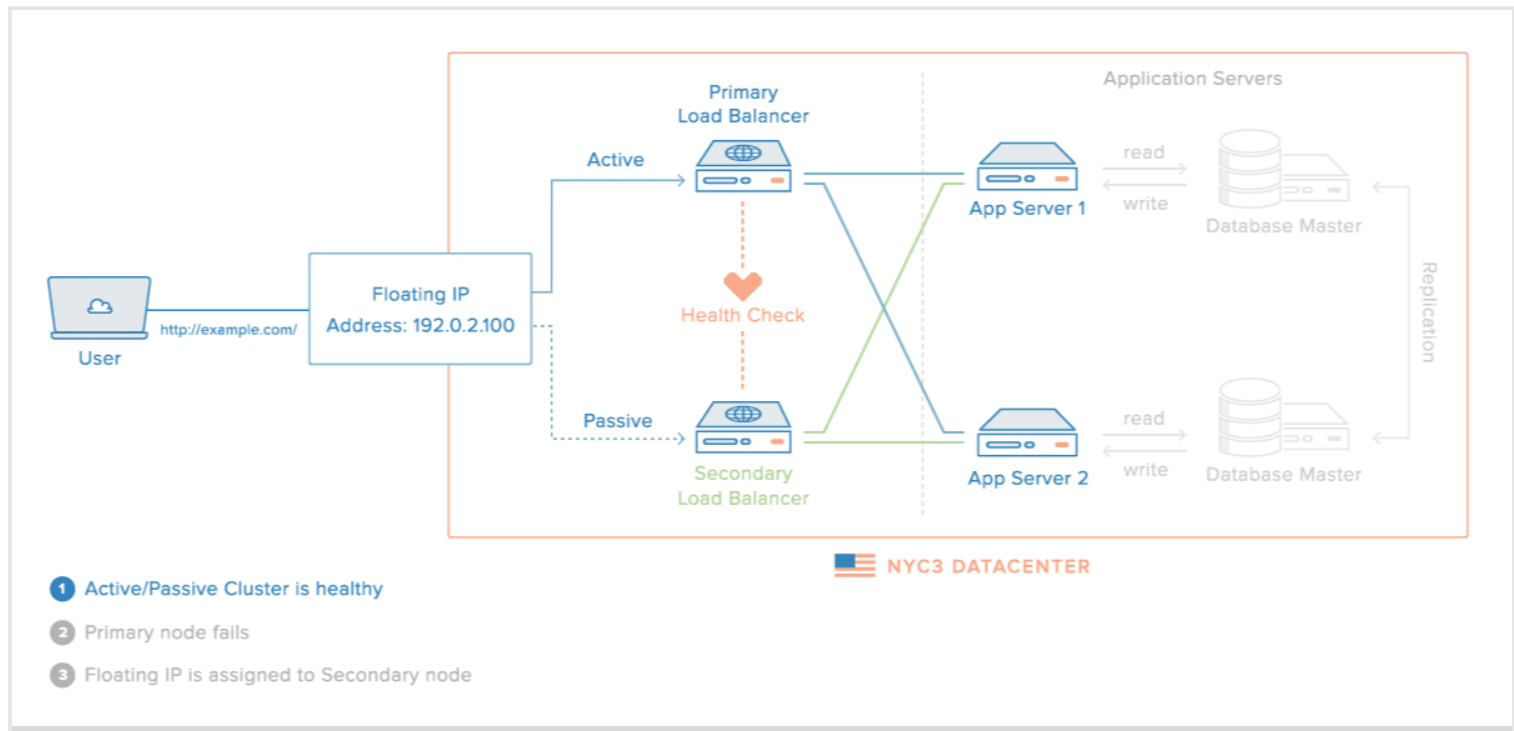 Application Servers
Primary
Load Balancer
Active
read
write
App Server 1
Database Master
Floating IP
Address: 192.0.2.100
http://example.com/
User
Health Check
Replication
Passive
Secondary
Load Balancer
read
write
App Server 2
Database Master
NYC3 DATACENTER
1 Active/Passive Cluster is healthy
2 Primary node fails
3 Floating IP is assigned to Secondary node